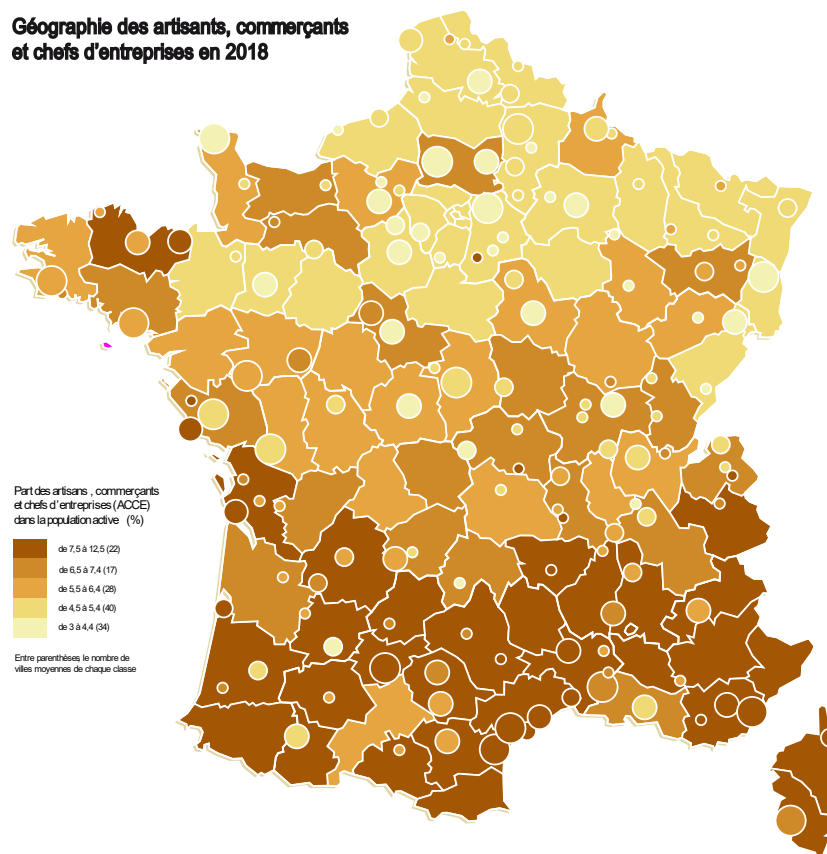 Géographie des artisants, commerçants
et chefs d'entreprises en 2018
Part des artisans , commerçants
et chefs d'entreprises (ACCE)
dans la population active (%)
de 7,5 à 12,5 (22)
de 6,5 à 7,4 (17)
de 5,5 à 6,4 (28)
de 4,5 à 5,4 (40)
de 3 à 4,4 (34)
Entre parenthèses, le nombre de
villes moyennes de chaque classe